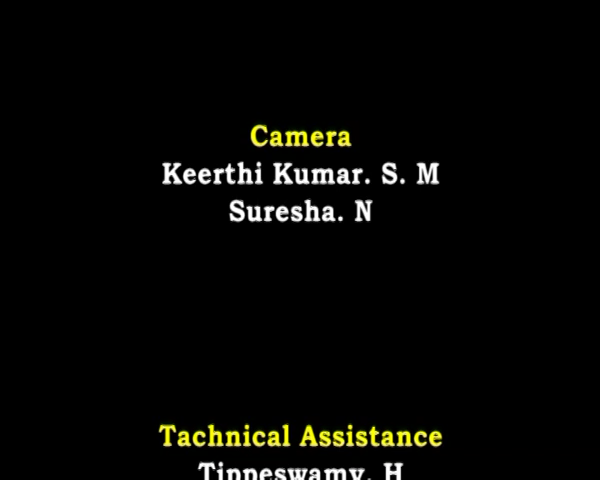 Camera
Keerthi Kumar. S. M
Suresha. N
Tachnical Assistance
Tippeswamy. H